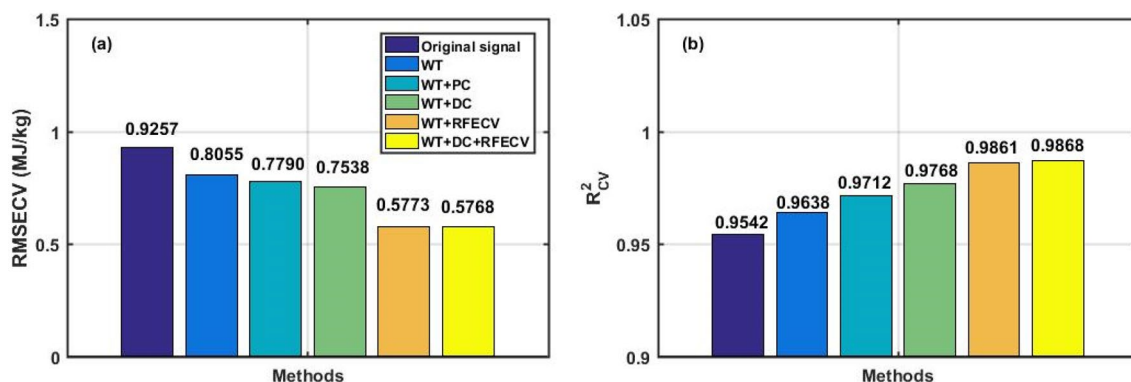 (a)
RMSECV (MJ/kg)
1.5
1
0.5
0
0.9257
0.8055
0.7790
0.7538
0.5773
0.5768
Original signal
WT
WT+PC
WT+DC
WT+RFECV
WT+DC+RFECV
Methods
(b)
R²CV
1.05
1
0.95
0.9
0.9542
0.9638
0.9712
0.9768
0.9861
0.9868
Methods